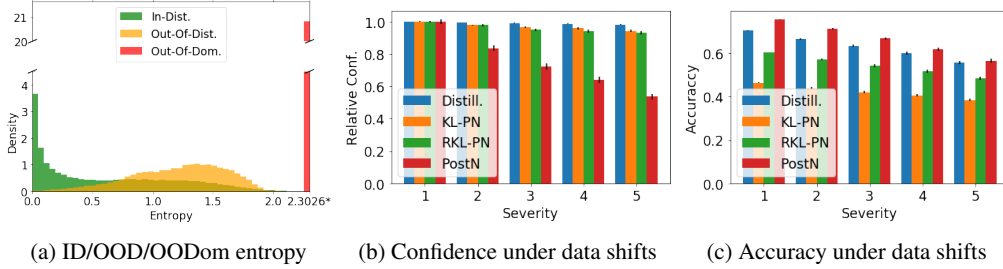 21
20
4
3
2
1
0
Density
In-Dist.
Out-Of-Dist.
Out-Of-Dom.
0.0 0.5 1.0 1.5 2.0 2.3026*
Entropy
(a) ID/OOD/OODom entropy
1.0
0.8
0.6
0.4
0.2
0.0
Relative Conf.
Distill.
KL-PN
RKL-PN
PostN
1 2 3 4 5
Severity
(b) Confidence under data shifts
0.6
0.4
0.2
0.0
Accuraccy
Distill.
KL-PN
RKL-PN
PostN
1 2 3 4 5
Severity
(c) Accuracy under data shifts